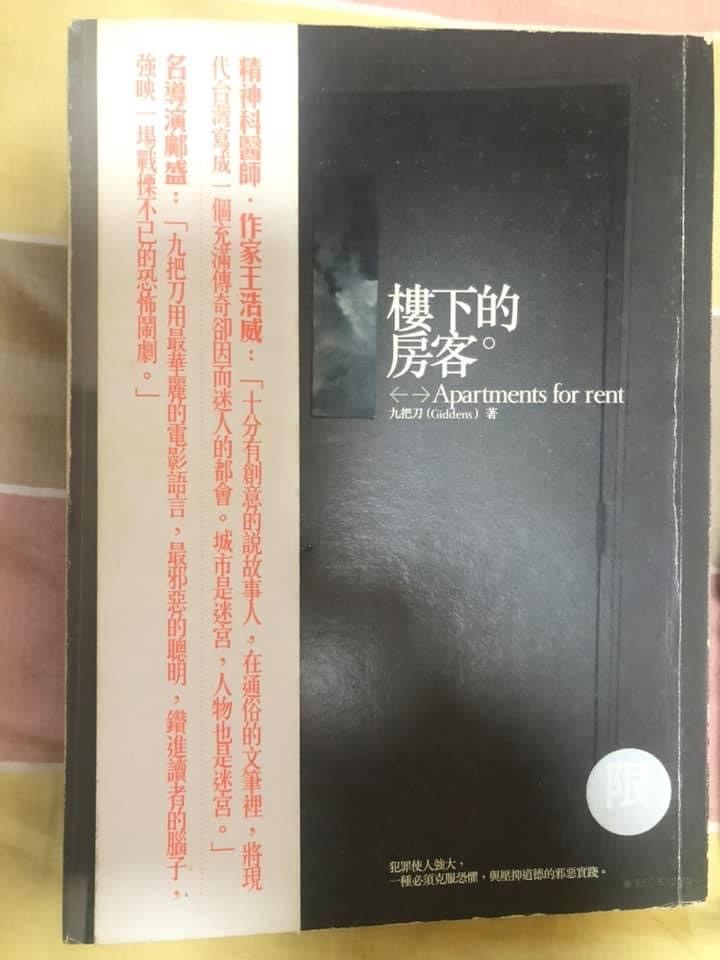 精神科醫師．作家王浩威：「十分有創意的說故事人，在通俗的文筆裡，將現
代台灣寫成一個充滿傳奇卻因而迷人的都會。城市是迷宮，人物也是迷宮。」
名導演鄺盛：「九把刀用最華麗的電影語言，最邪惡的聰明，鑽進讀者的腦子，
強映一場戰慄不已的恐怖鬧劇。」
樓下的
房客。
←→Apartments for rent
九把刀(Giddens) 著
限
犯罪使人強大，
一種必須克服恐懼，與壓抑道德的邪惡實踐。